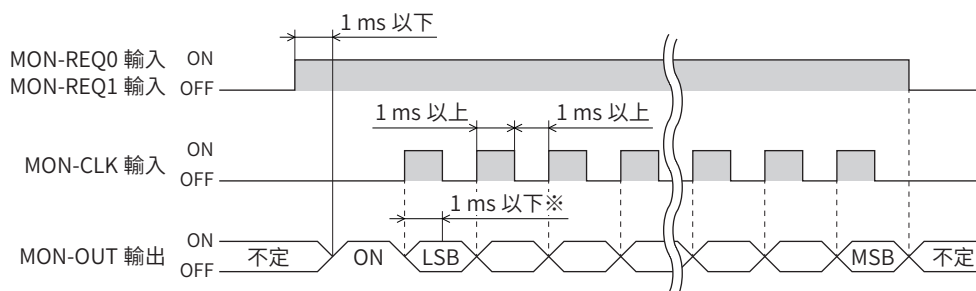 1 ms 以下
MON-REQ0 輸入 ON
MON-REQ1 輸入 OFF
1 ms 以上 1 ms 以上
MON-CLK 輸入 ON
OFF
1 ms 以下※
MON-OUT 輸出 ON
OFF
不定 ON LSB MSB 不定